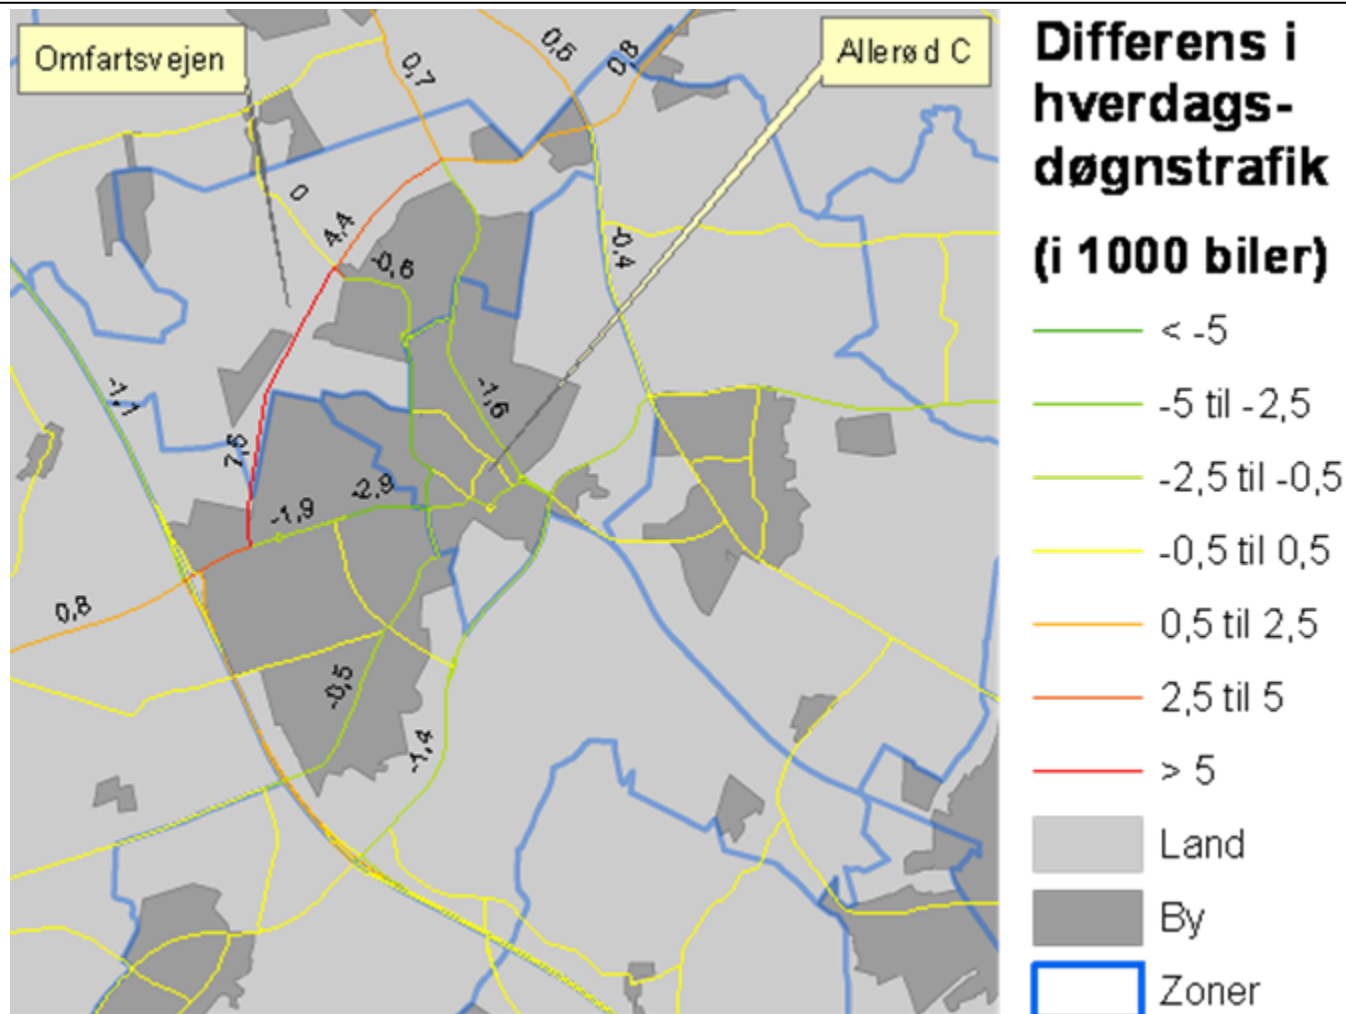 Omfartsvejen
Allerød C
0,7
0,5
0,8
0
4,4
-0,6
-0,4
-1,1
-1,6
7,5
-1,9
-2,9
0,8
-0,5
-1,4
Differens i
hverdags-
døgnstrafik
(i 1000 biler)
< -5
-5 til -2,5
-2,5 til -0,5
-0,5 til 0,5
0,5 til 2,5
2,5 til 5
> 5
Land
By
Zoner